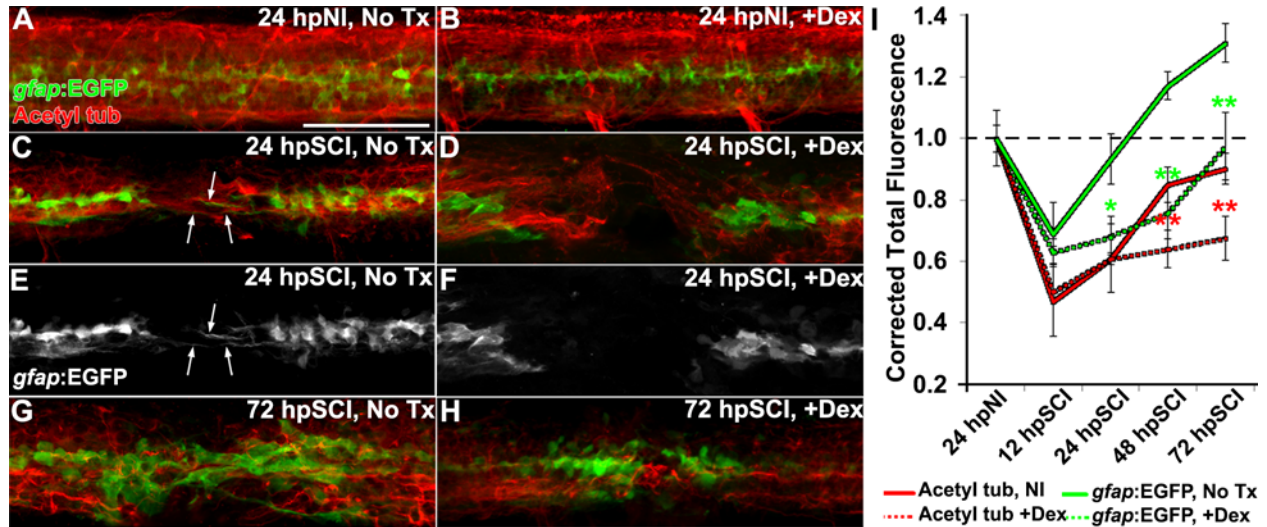 A 24 hpNI, No Tx
gfap:EGFP
Acetyl tub
B 24 hpNI, +Dex
C 24 hpSCI, No Tx
D 24 hpSCI, +Dex
E 24 hpSCI, No Tx
gfap:EGFP
F 24 hpSCI, +Dex
G 72 hpSCI, No Tx
H 72 hpSCI, +Dex
I
Corrected Total Fluorescence
1.4
1.2
1.0
0.8
0.6
0.4
0.2
**
**
*
**
**
24 hpNI
12 hpSCI
24 hpSCI
48 hpSCI
72 hpSCI
Acetyl tub, NI
gfap:EGFP, No Tx
Acetyl tub +Dex
gfap:EGFP, +Dex